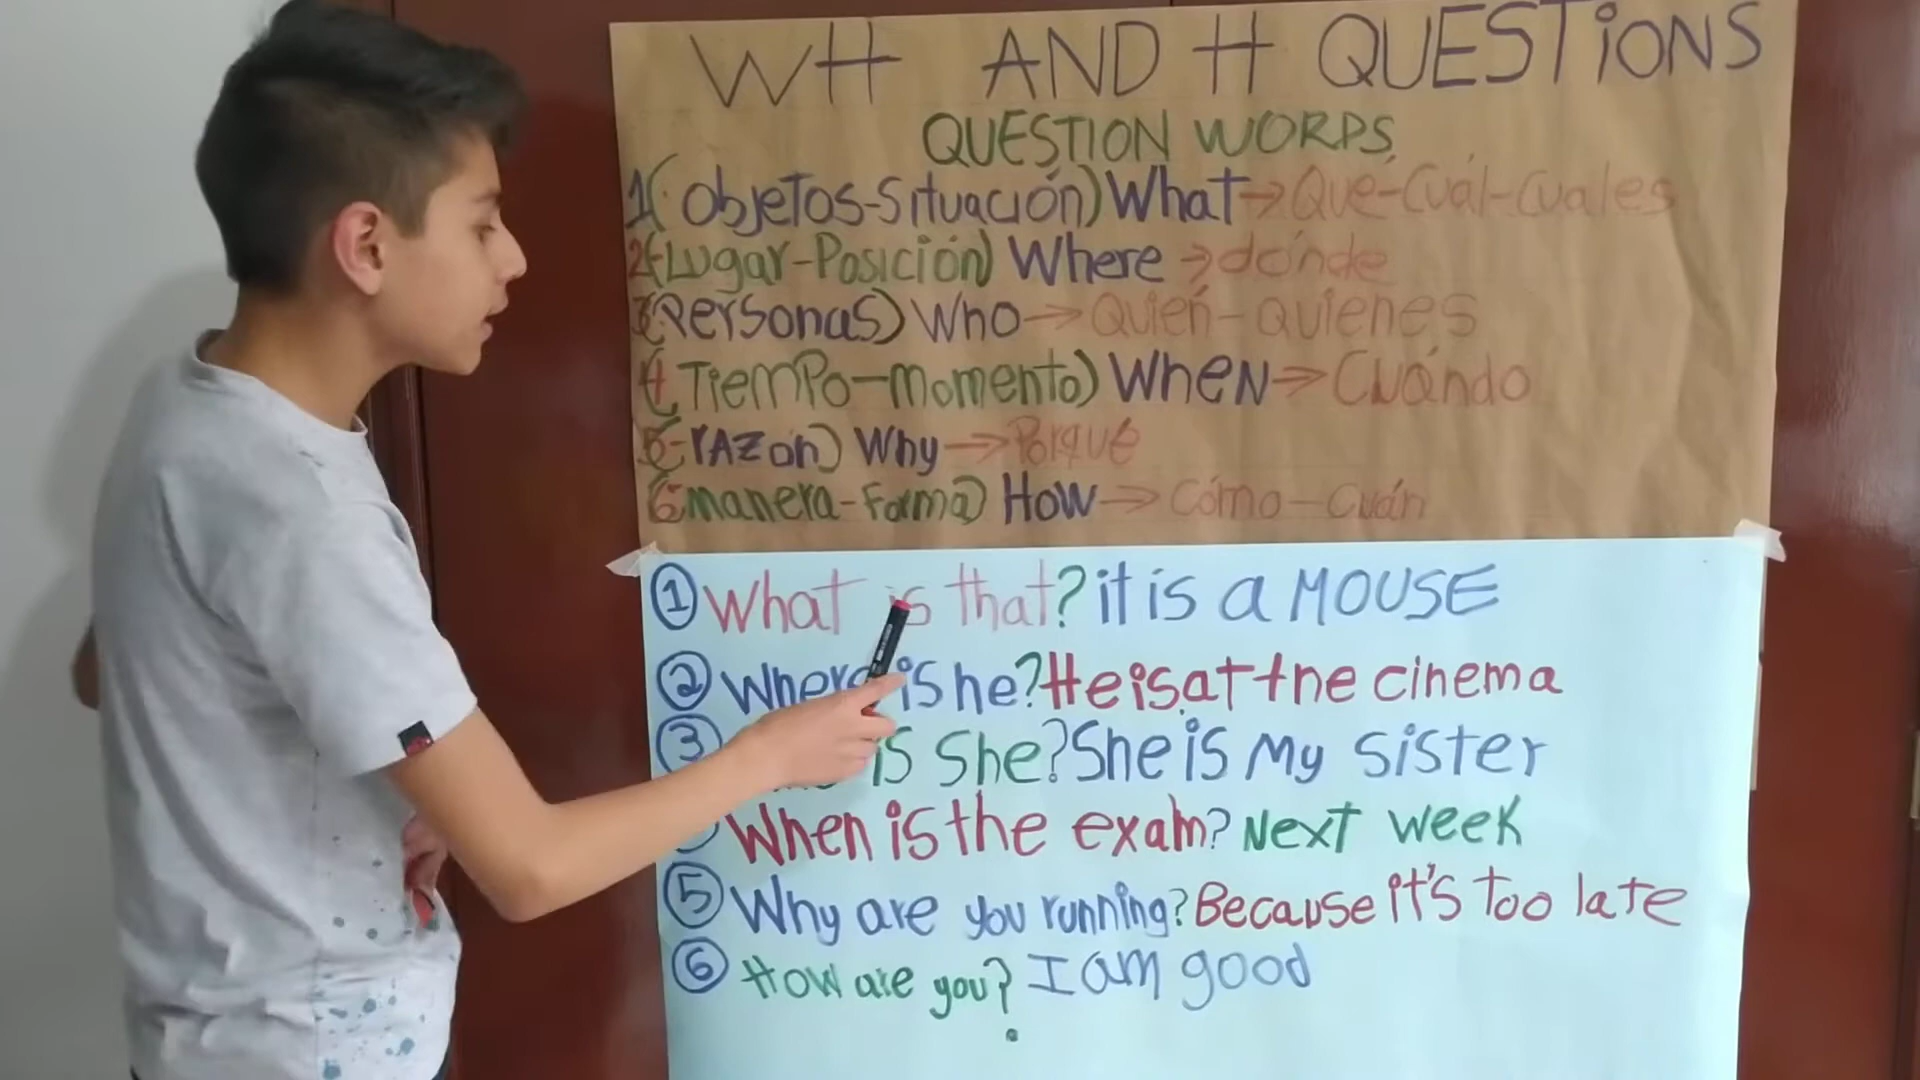 WH AND H QUESTiONS
QUESTION WORDS
1( Objetos-Situación) What → Que-Cuál-Cuales
2(Lugar-Posición) Where → dónde
3(Personas) Who → Quién-quienes
4( Tiempo-momento) When → Cuándo
5(-razón) Why → Porqué
6(manera-Forma) How → Cómo-Cuán
① What is that? it is a MOUSE
② Where is he? He is at the cinema
③ is She? She is My Sister
When is the exam? Next week
⑤ Why are you running? Because it's Too late
⑥ How are you? I am good